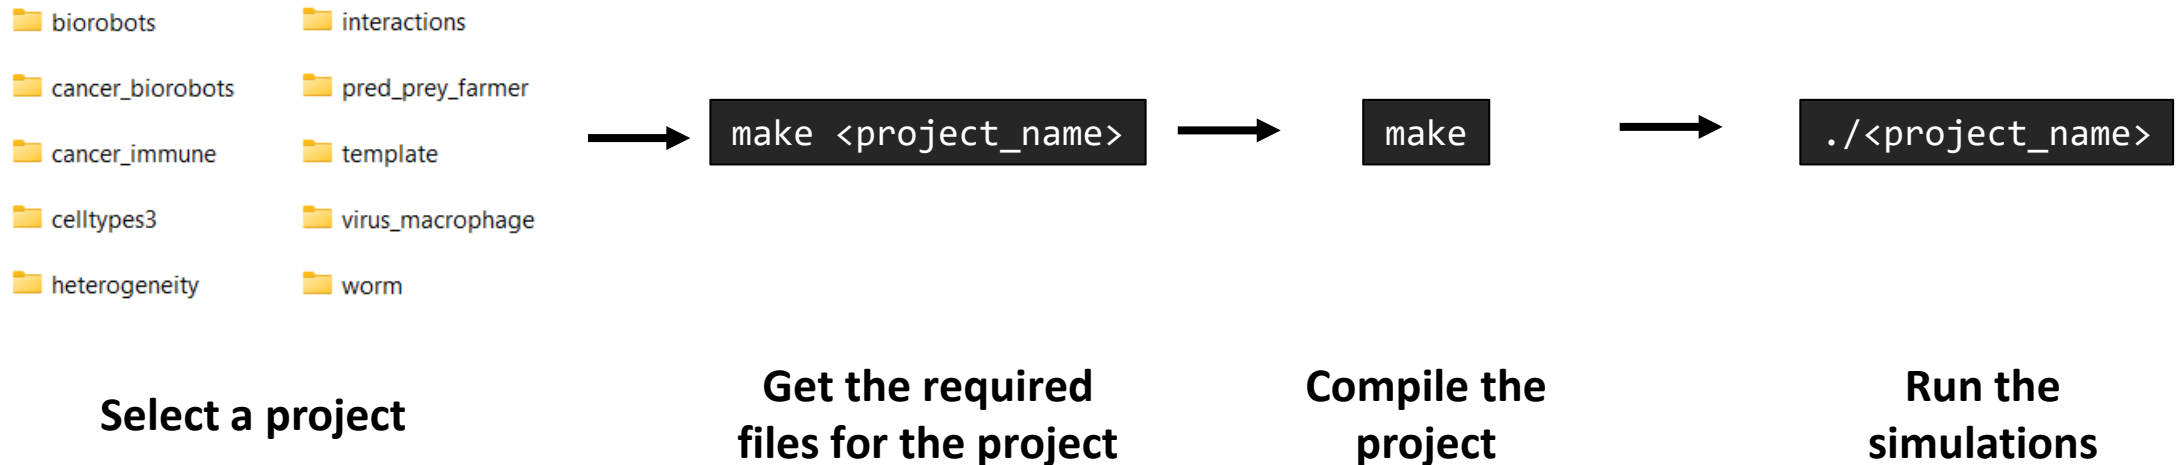 biorobots
cancer_biorobots
cancer_immune
celltypes3
heterogeneity
interactions
pred_prey_farmer
template
virus_macrophage
worm
Select a project
make <project_name>
Get the required
files for the project
make
Compile the
project
./<project_name>
Run the
simulations